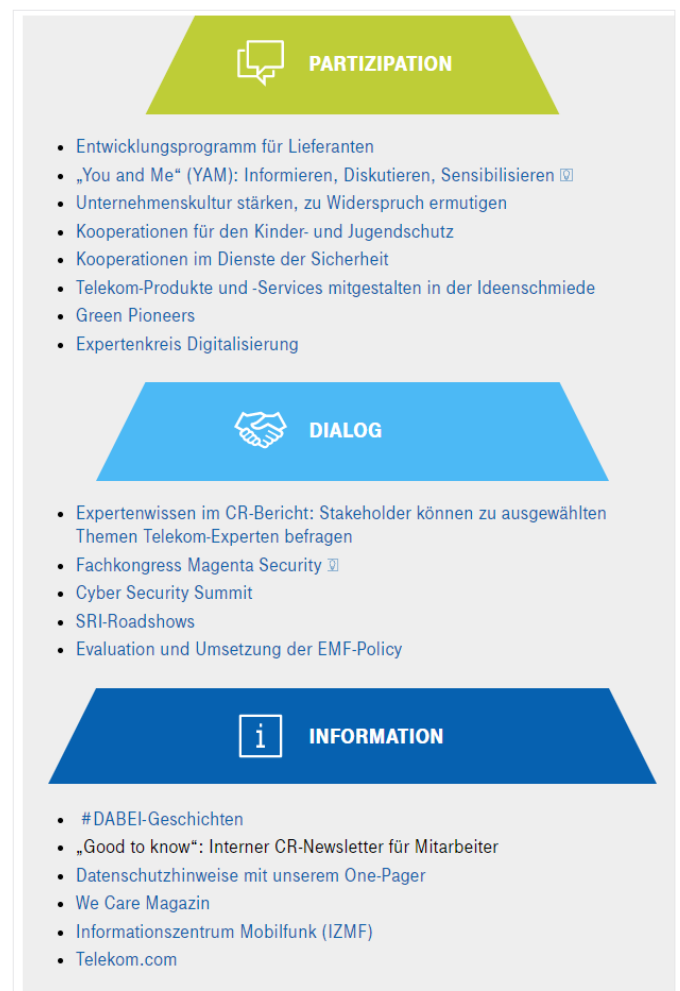 PARTIZIPATION
• Entwicklungsprogramm für Lieferanten
• „You and Me“ (YAM): Informieren, Diskutieren, Sensibilisieren
• Unternehmenskultur stärken, zu Widerspruch ermutigen
• Kooperationen für den Kinder- und Jugendschutz
• Kooperationen im Dienste der Sicherheit
• Telekom-Produkte und -Services mitgestalten in der Ideenschmiede
• Green Pioneers
• Expertenkreis Digitalisierung
DIALOG
• Expertenwissen im CR-Bericht: Stakeholder können zu ausgewählten
Themen Telekom-Experten befragen
• Fachkongress Magenta Security
• Cyber Security Summit
• SRI-Roadshows
• Evaluation und Umsetzung der EMF-Policy
i INFORMATION
• #DABEI-Geschichten
• „Good to know“: Interner CR-Newsletter für Mitarbeiter
• Datenschutzhinweise mit unserem One-Pager
• We Care Magazin
• Informationszentrum Mobilfunk (IZMF)
• Telekom.com